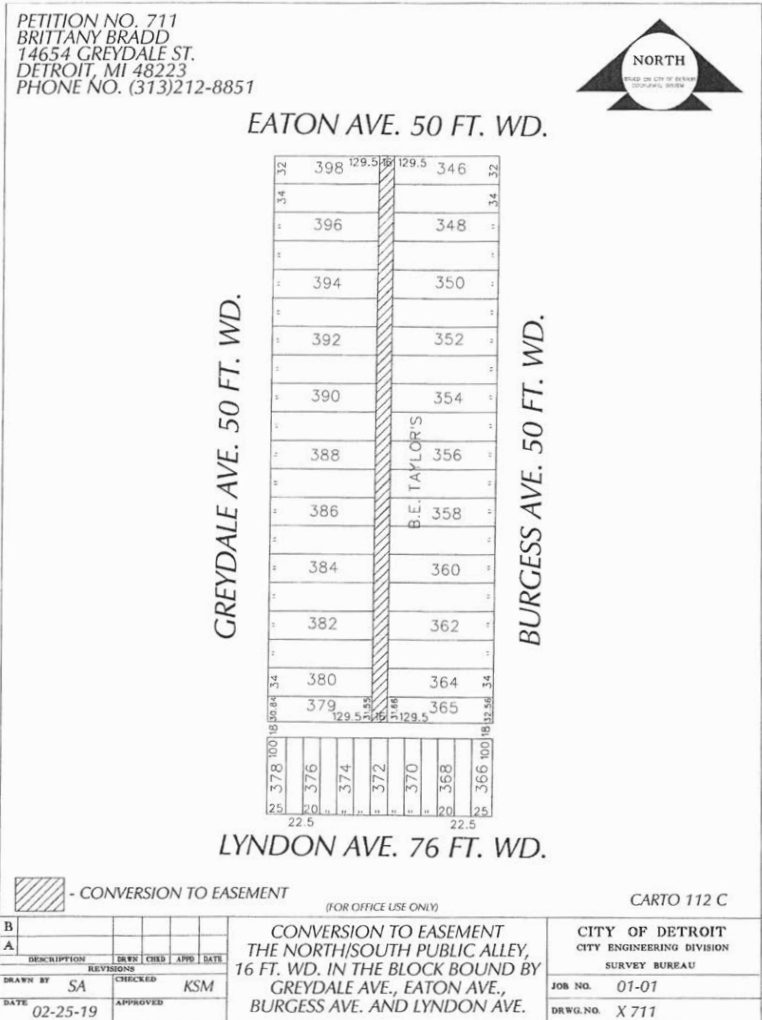 PETITION NO. 711
BRITTANY BRADD
14654 GREYDALE ST.
DETROIT, MI 48223
PHONE NO. (313)212-8851
NORTH
EATON AVE. 50 FT. WD.
32 398 129.5 16 129.5 346 32
34 34
" 396 348 "
" "
" 394 350 "
" "
" 392 352 "
" "
" 390 354 "
" "
" 388 356 "
" "
" 386 358 "
" "
" 384 360 "
" "
" 382 362 "
" "
34 380 364 34
30.84 379 129.5 31.55 16 31.66 129.5 365 32.56
18 18
B.E. TAYLOR'S
GREYDALE AVE. 50 FT. WD.
BURGESS AVE. 50 FT. WD.
100 100
378 376 374 372 370 368 366
25 20 " " " " " " 20 25
22.5 22.5
LYNDON AVE. 76 FT. WD.
- CONVERSION TO EASEMENT
(FOR OFFICE USE ONLY)
CARTO 112 C
B
A
DESCRIPTION DRWN CHKD APPD DATE
REVISIONS
DRAWN BY SA CHECKED KSM
DATE 02-25-19 APPROVED
CONVERSION TO EASEMENT
THE NORTH/SOUTH PUBLIC ALLEY,
16 FT. WD. IN THE BLOCK BOUND BY
GREYDALE AVE., EATON AVE.,
BURGESS AVE. AND LYNDON AVE.
CITY OF DETROIT
CITY ENGINEERING DIVISION
SURVEY BUREAU
JOB NO. 01-01
DRWG.NO. X 711